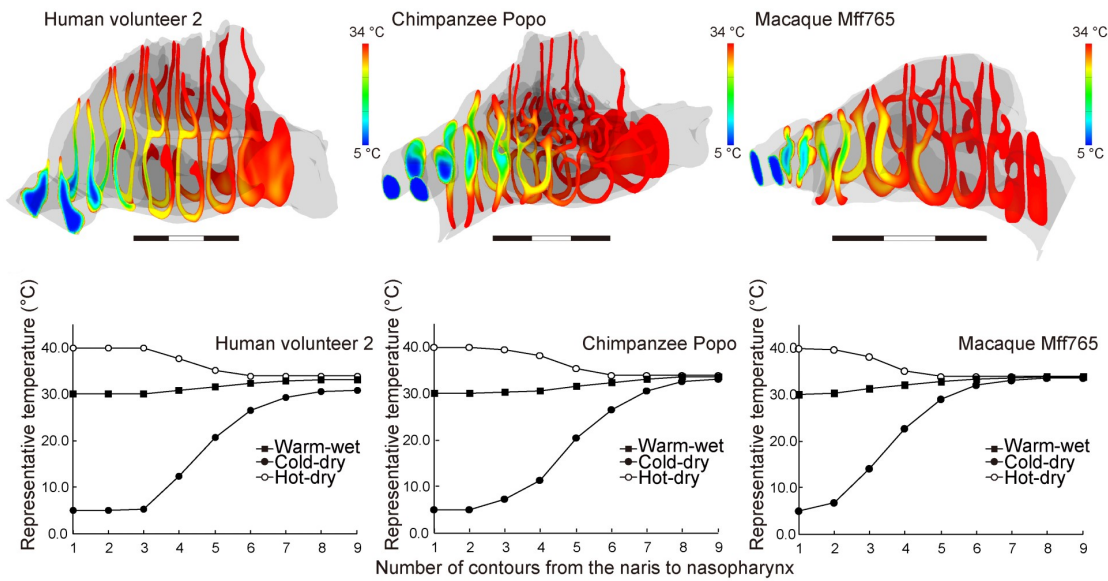 Human volunteer 2
34 °C
5 °C
Chimpanzee Popo
34 °C
5 °C
Macaque Mff765
34 °C
5 °C
Representative temperature (°C)
40.0
30.0
20.0
10.0
0.0
Human volunteer 2
Warm-wet
Cold-dry
Hot-dry
1 2 3 4 5 6 7 8 9
Representative temperature (°C)
40.0
30.0
20.0
10.0
0.0
Chimpanzee Popo
Warm-wet
Cold-dry
Hot-dry
1 2 3 4 5 6 7 8 9
Representative temperature (°C)
40.0
30.0
20.0
10.0
0.0
Macaque Mff765
Warm-wet
Cold-dry
Hot-dry
1 2 3 4 5 6 7 8 9
Number of contours from the naris to nasopharynx